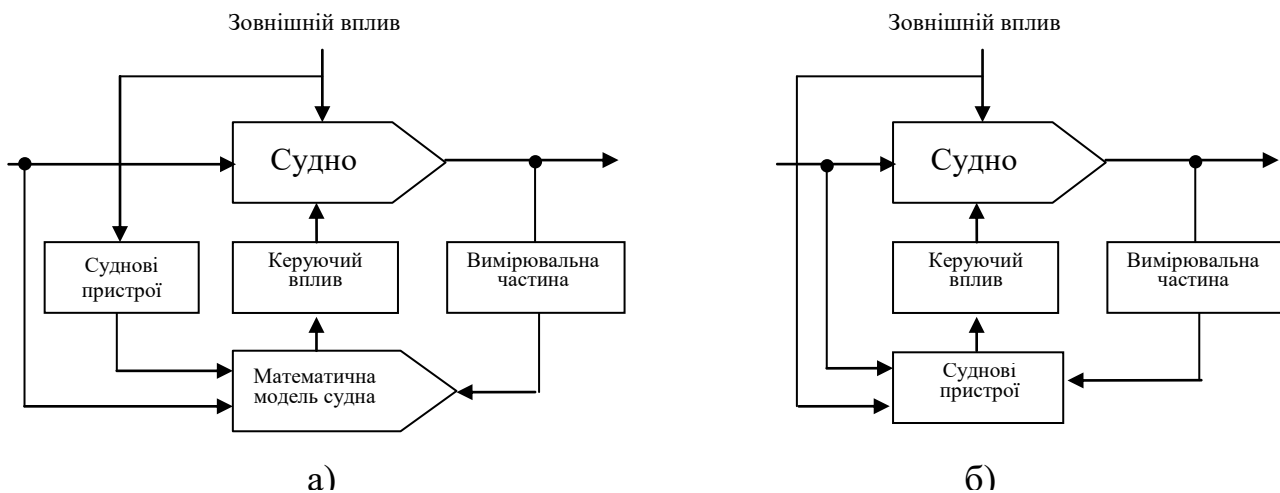 Зовнішній вплив
Судно
Суднові
пристрої
Керуючий
вплив
Вимірювальна
частина
Математична
модель судна
а)
Зовнішній вплив
Судно
Керуючий
вплив
Вимірювальна
частина
Суднові
пристрої
б)